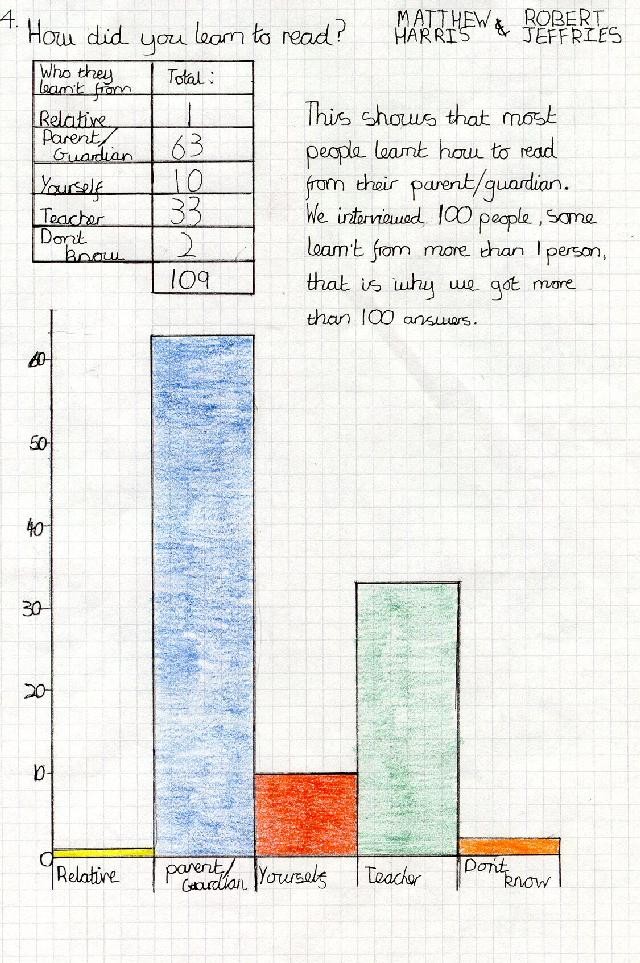 4. How did you learn to read?
MATTHEW & ROBERT
HARRIS JEFFRIES
Who they
learn't from
Total:
Relative 1
Parent/
Guardian 63
Yourself 10
Teacher 33
Dont
know 2
109
This shows that most
people learnt how to read
from their parent/guardian.
We interviewed 100 people, some
learn't from more than 1 person,
that is why we got more
than 100 answers.
60
50
40
30
20
10
0
Relative
parent/
Guardian
Yourself
Teacher
Don't
know